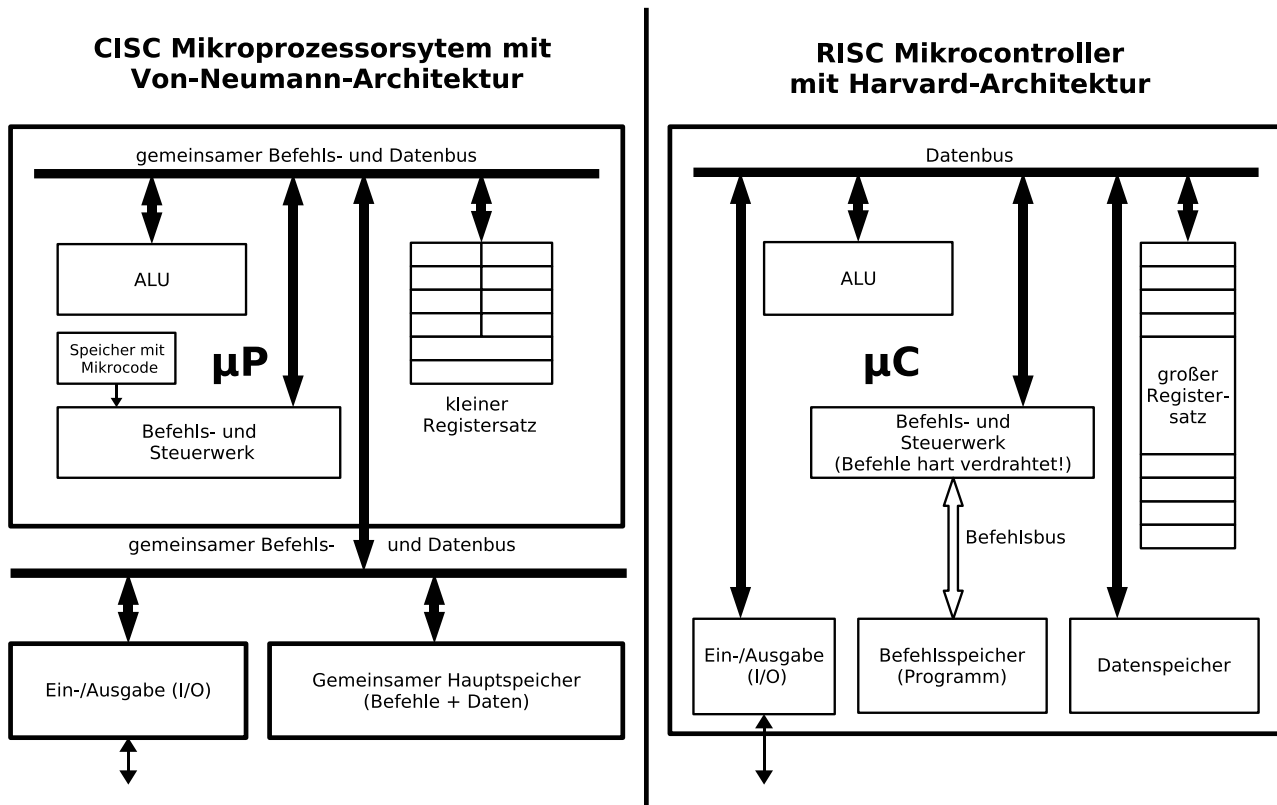 CISC Mikroprozessorsytem mit
Von-Neumann-Architektur
gemeinsamer Befehls- und Datenbus
ALU
Speicher mit
Mikrocode
µP
kleiner
Registersatz
Befehls- und
Steuerwerk
gemeinsamer Befehls- und Datenbus
Ein-/Ausgabe (I/O)
Gemeinsamer Hauptspeicher
(Befehle + Daten)
RISC Mikrocontroller
mit Harvard-Architektur
Datenbus
ALU
µC
großer
Register-
satz
Befehls- und
Steuerwerk
(Befehle hart verdrahtet!)
Befehlsbus
Ein-/Ausgabe
(I/O)
Befehlsspeicher
(Programm)
Datenspeicher